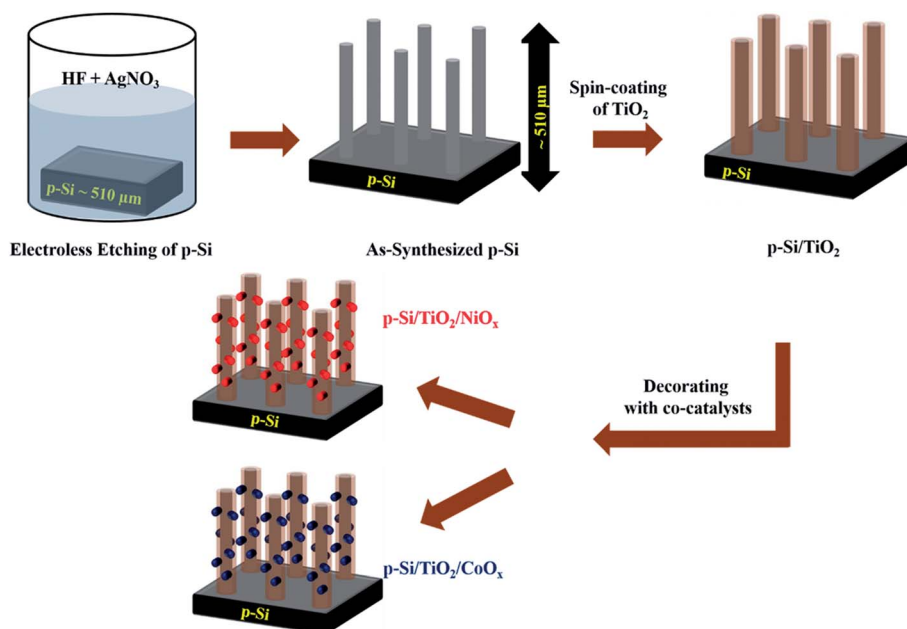 HF + AgNO₃
p-Si ~ 510 μm
Electroless Etching of p-Si
p-Si
~ 510 μm
As-Synthesized p-Si
Spin-coating
of TiO₂
p-Si
p-Si/TiO₂
Decorating
with co-catalysts
p-Si/TiO₂/NiOₓ
p-Si
p-Si/TiO₂/CoOₓ
p-Si